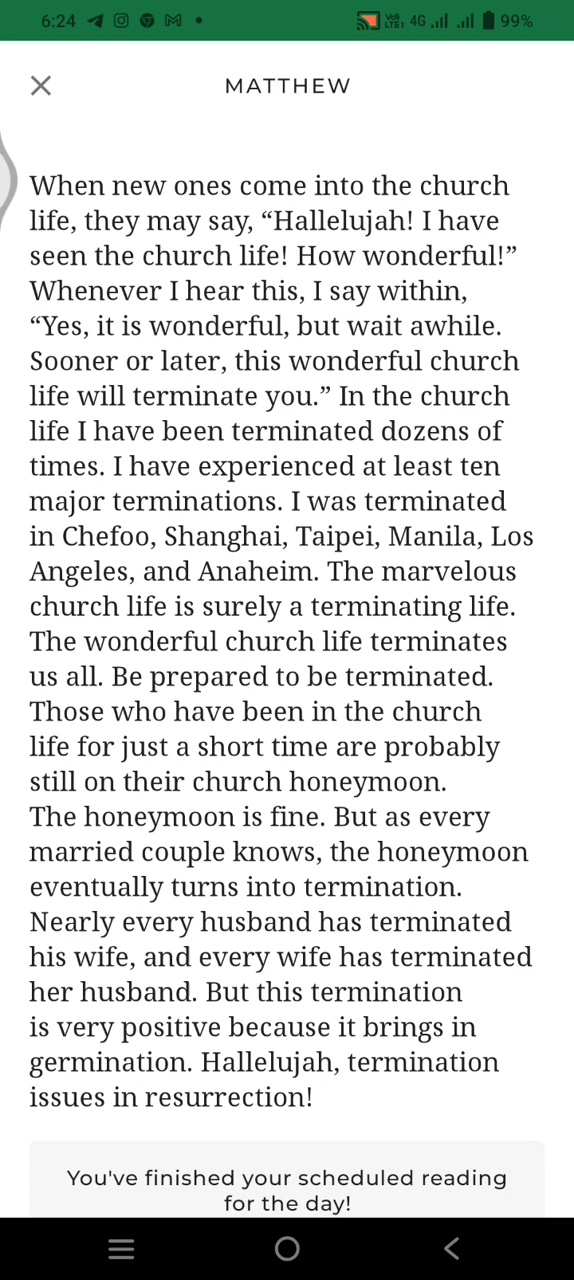 6:24
4G
99%
MATTHEW
When new ones come into the church
life, they may say, “Hallelujah! I have
seen the church life! How wonderful!”
Whenever I hear this, I say within,
“Yes, it is wonderful, but wait awhile.
Sooner or later, this wonderful church
life will terminate you.” In the church
life I have been terminated dozens of
times. I have experienced at least ten
major terminations. I was terminated
in Chefoo, Shanghai, Taipei, Manila, Los
Angeles, and Anaheim. The marvelous
church life is surely a terminating life.
The wonderful church life terminates
us all. Be prepared to be terminated.
Those who have been in the church
life for just a short time are probably
still on their church honeymoon.
The honeymoon is fine. But as every
married couple knows, the honeymoon
eventually turns into termination.
Nearly every husband has terminated
his wife, and every wife has terminated
her husband. But this termination
is very positive because it brings in
germination. Hallelujah, termination
issues in resurrection!
You've finished your scheduled reading
for the day!